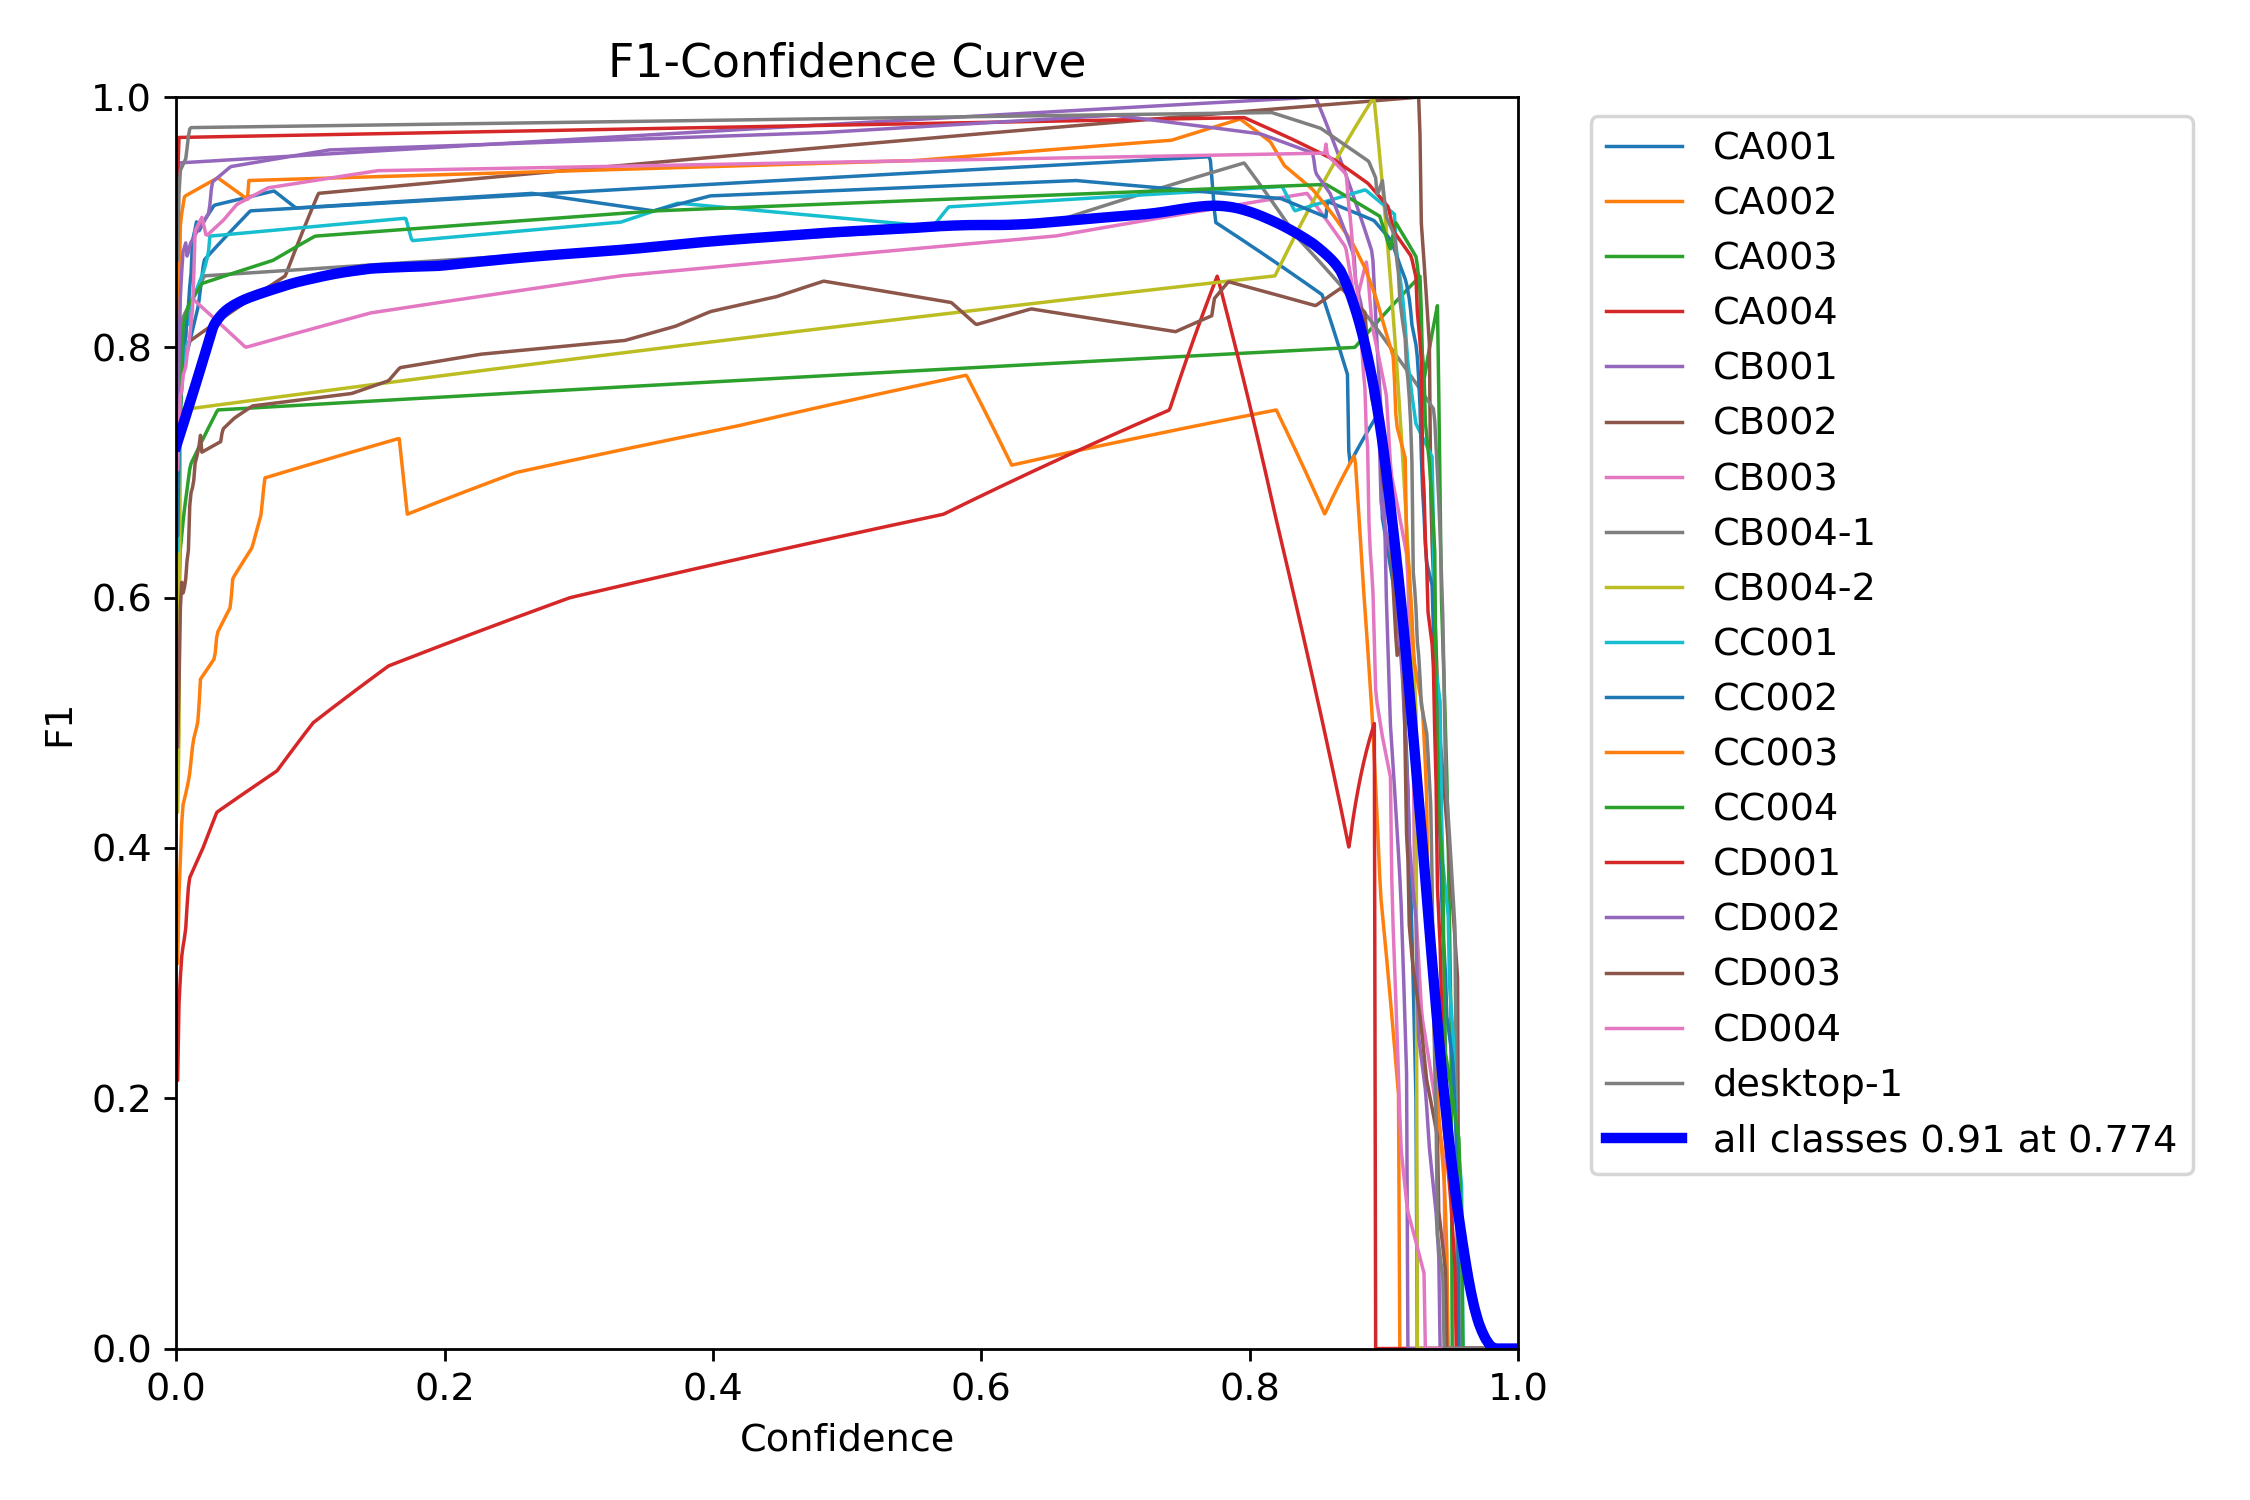 F1-Confidence Curve
1.0
0.8
0.6
0.4
0.2
0.0
F1
0.0 0.2 0.4 0.6 0.8 1.0
Confidence
CA001
CA002
CA003
CA004
CB001
CB002
CB003
CB004-1
CB004-2
CC001
CC002
CC003
CC004
CD001
CD002
CD003
CD004
desktop-1
all classes 0.91 at 0.774